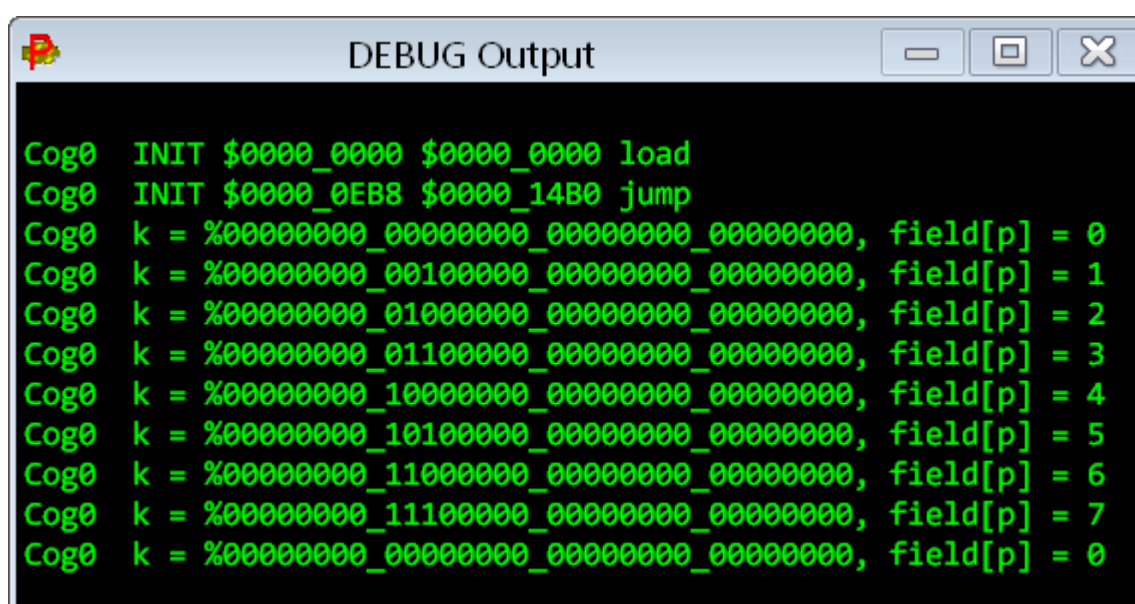 DEBUG Output
Cog0  INIT $0000_0000 $0000_0000 load
Cog0  INIT $0000_0EB8 $0000_14B0 jump
Cog0  k = %00000000_00000000_00000000_00000000, field[p] = 0
Cog0  k = %00000000_00100000_00000000_00000000, field[p] = 1
Cog0  k = %00000000_01000000_00000000_00000000, field[p] = 2
Cog0  k = %00000000_01100000_00000000_00000000, field[p] = 3
Cog0  k = %00000000_10000000_00000000_00000000, field[p] = 4
Cog0  k = %00000000_10100000_00000000_00000000, field[p] = 5
Cog0  k = %00000000_11000000_00000000_00000000, field[p] = 6
Cog0  k = %00000000_11100000_00000000_00000000, field[p] = 7
Cog0  k = %00000000_00000000_00000000_00000000, field[p] = 0